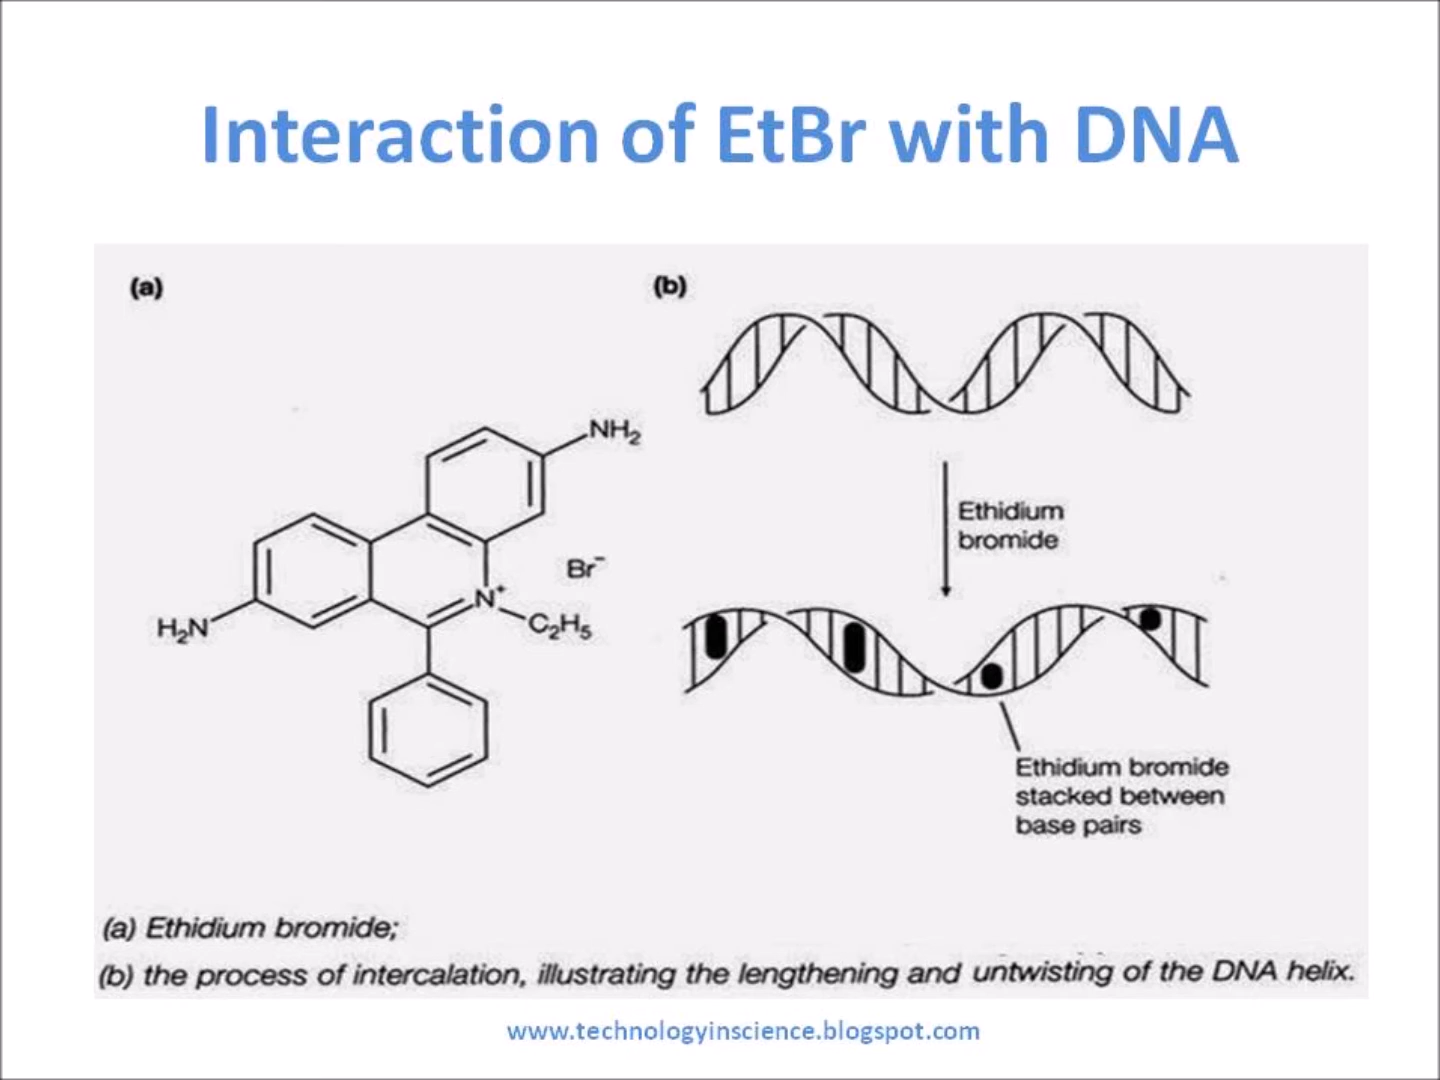 Interaction of EtBr with DNA
(a)
(b)
NH₂
Br⁻
N⁺
C₂H₅
H₂N
Ethidium
bromide
Ethidium bromide
stacked between
base pairs
(a) Ethidium bromide;
(b) the process of intercalation, illustrating the lengthening and untwisting of the DNA helix.
www.technologyinscience.blogspot.com